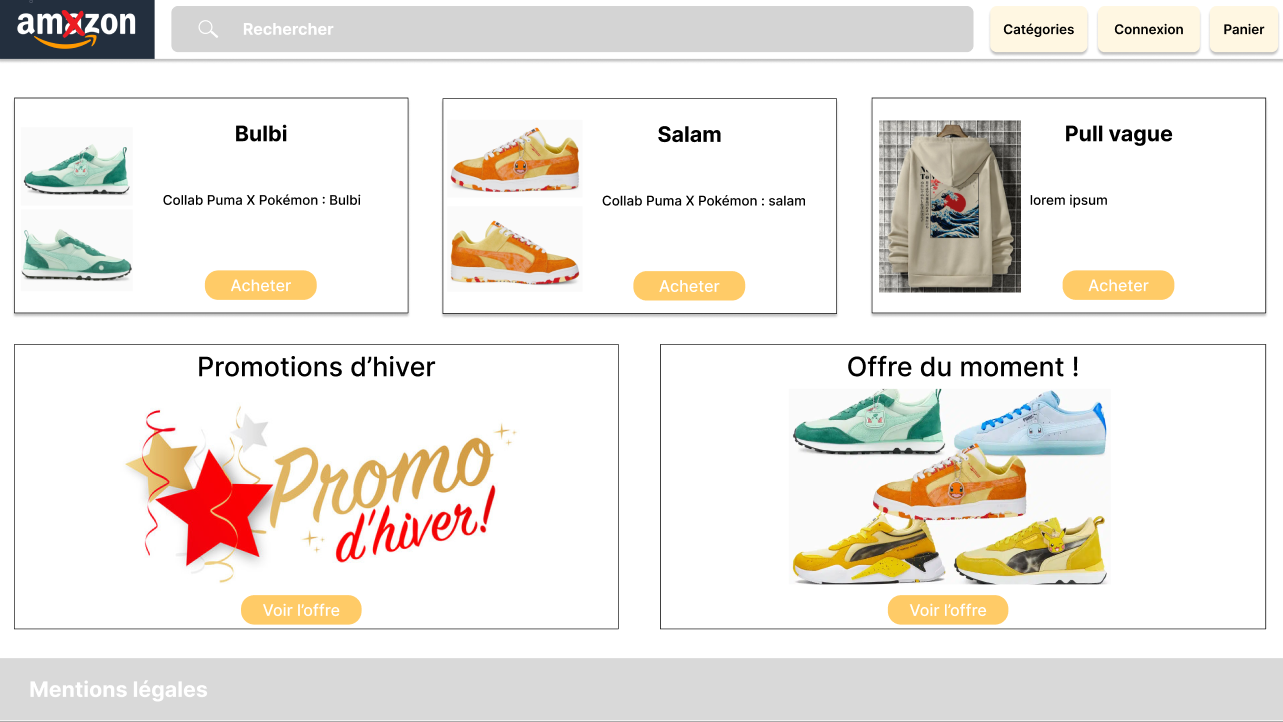 amxzon
Rechercher
Catégories
Connexion
Panier
Bulbi
Collab Puma X Pokémon : Bulbi
Acheter
Salam
Collab Puma X Pokémon : salam
Acheter
Pull vague
lorem ipsum
Acheter
Promotions d’hiver
Promo
d'hiver!
Voir l’offre
Offre du moment !
Voir l’offre
Mentions légales